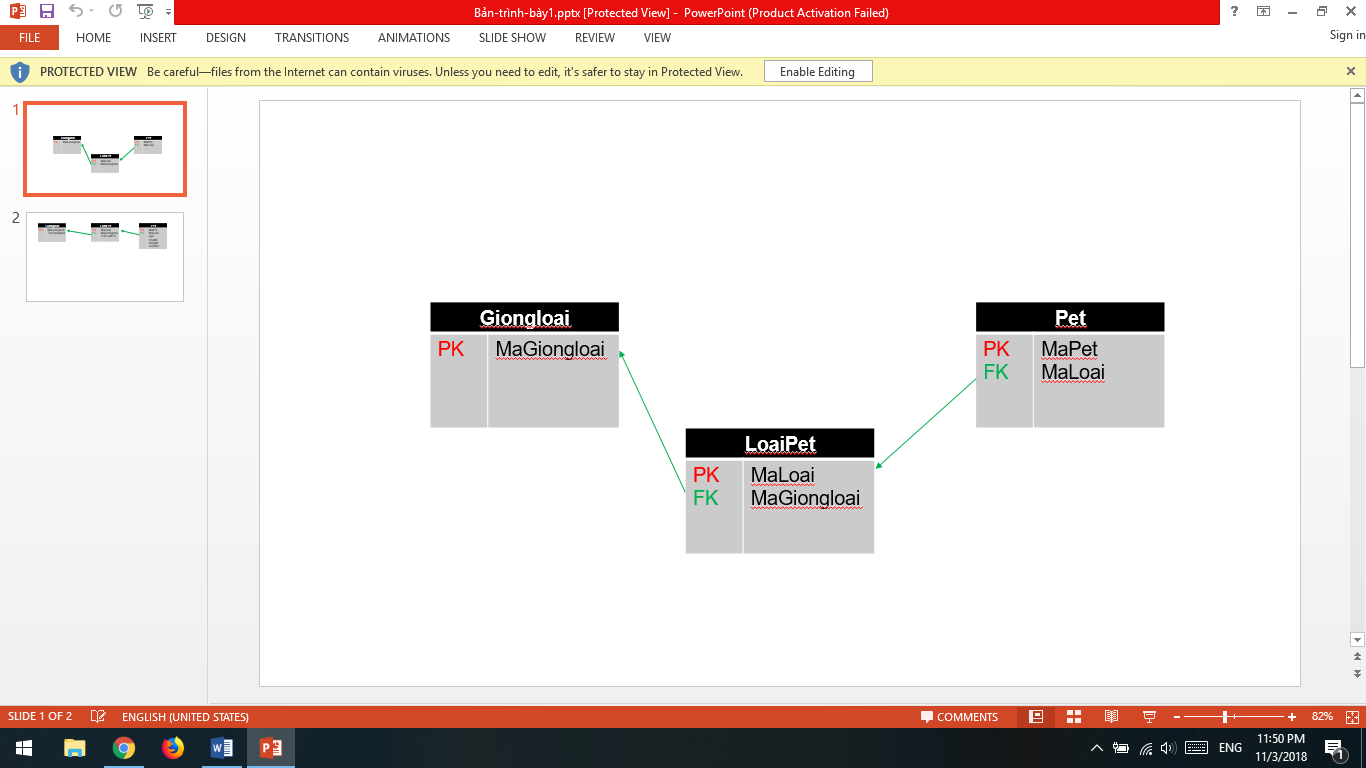 Bản-trình-bày1.pptx [Protected View] - PowerPoint (Product Activation Failed)
FILE HOME INSERT DESIGN TRANSITIONS ANIMATIONS SLIDE SHOW REVIEW VIEW Sign in
PROTECTED VIEW Be careful—files from the Internet can contain viruses. Unless you need to edit, it's safer to stay in Protected View. Enable Editing
1
2
Giongloai
PK MaGiongloai
Pet
PK MaPet
FK MaLoai
LoaiPet
PK MaLoai
FK MaGiongloai
SLIDE 1 OF 2 ENGLISH (UNITED STATES) COMMENTS 82%
ENG
11:50 PM
11/3/2018
1